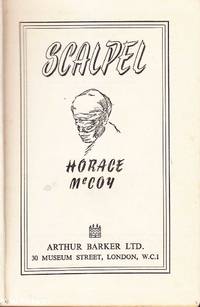 SCALPEL
HORACE
McCOY
ARTHUR BARKER LTD.
30 MUSEUM STREET, LONDON, W.C.1